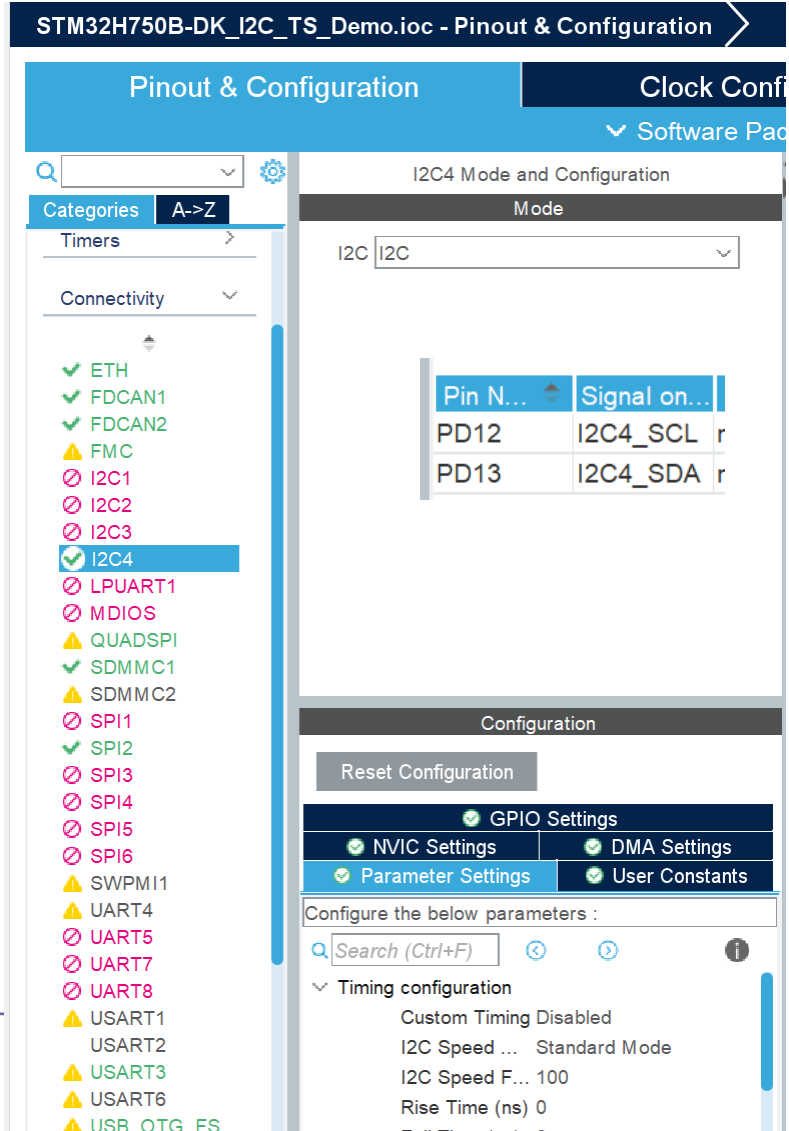 STM32H750B-DK_I2C_TS_Demo.ioc - Pinout & Configuration
Pinout & Configuration
Clock Confi
Software Pac
I2C4 Mode and Configuration
Categories
A->Z
Mode
Timers
I2C I2C
Connectivity
Pin N...
Signal on...
PD12
I2C4_SCL
r
PD13
I2C4_SDA
r
ETH
FDCAN1
FDCAN2
FMC
I2C1
I2C2
I2C3
I2C4
LPUART1
MDIOS
QUADSPI
SDMMC1
SDMMC2
SPI1
SPI2
SPI3
SPI4
SPI5
SPI6
SWPMI1
UART4
UART5
UART7
UART8
USART1
USART2
USART3
USART6
USB_OTG_FS
Configuration
Reset Configuration
GPIO Settings
NVIC Settings
DMA Settings
Parameter Settings
User Constants
Configure the below parameters :
Search (Ctrl+F)
Timing configuration
Custom Timing Disabled
I2C Speed ... Standard Mode
I2C Speed F... 100
Rise Time (ns) 0